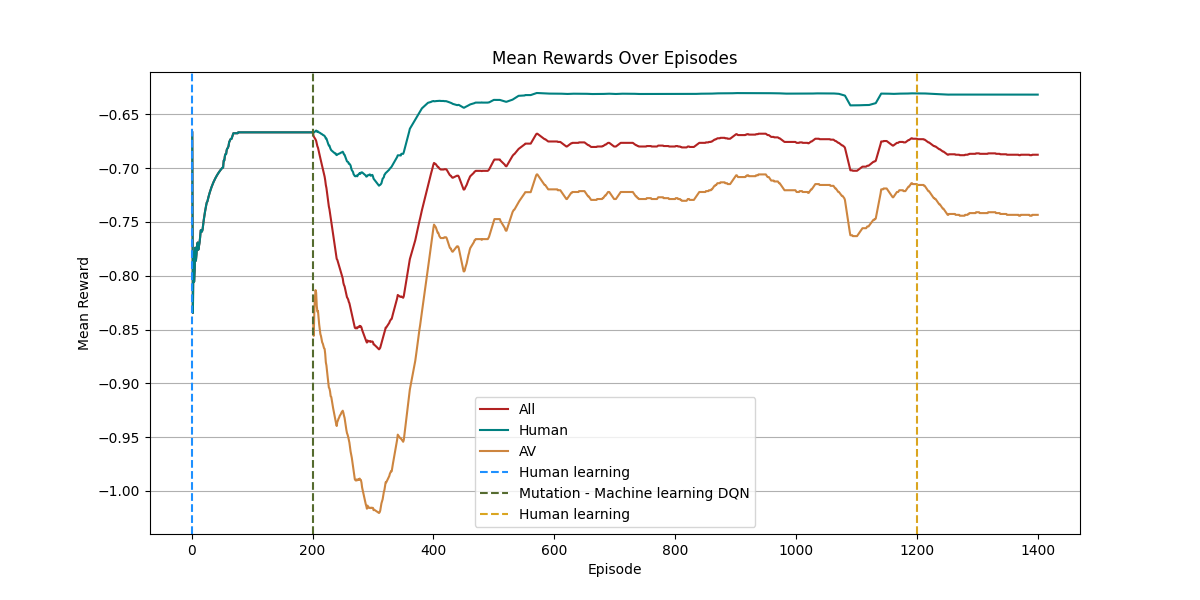 Mean Rewards Over Episodes
Mean Reward
−0.65
−0.70
−0.75
−0.80
−0.85
−0.90
−0.95
−1.00
All
Human
AV
Human learning
Mutation - Machine learning DQN
Human learning
0
200
400
600
800
1000
1200
1400
Episode